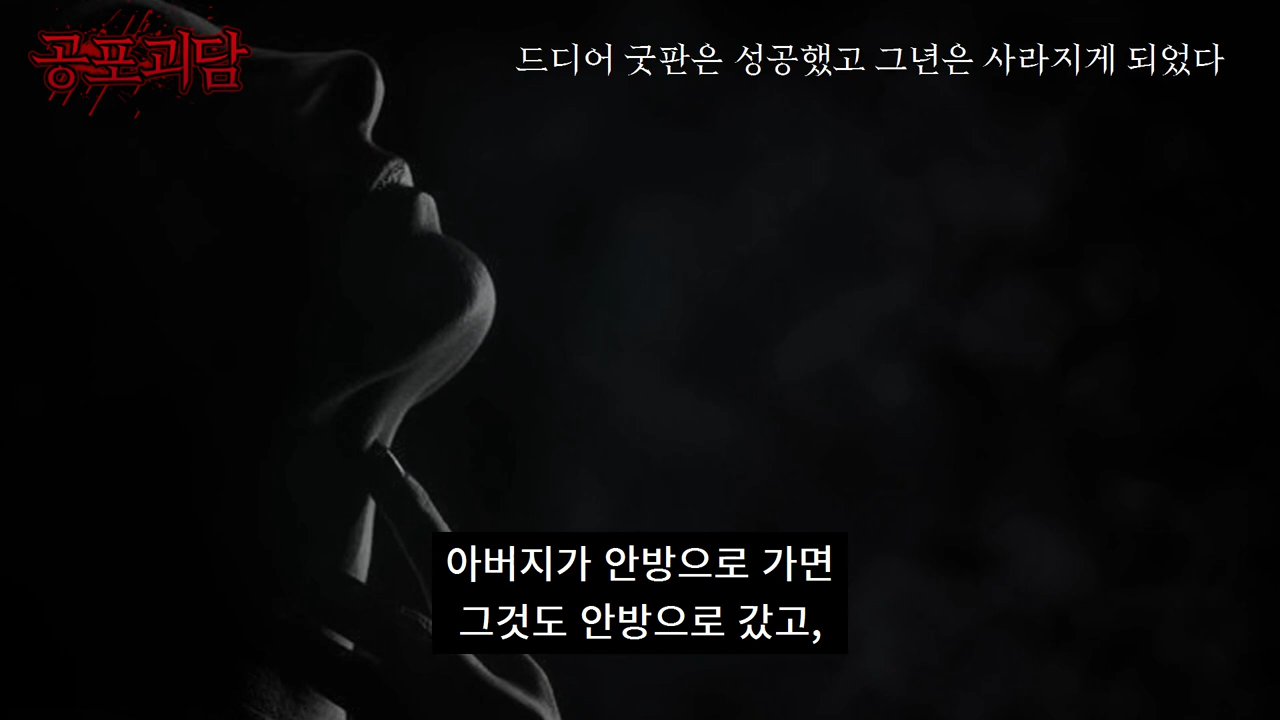 공포괴담
드디어 굿판은 성공했고 그년은 사라지게 되었다
아버지가 안방으로 가면
그것도 안방으로 갔고,